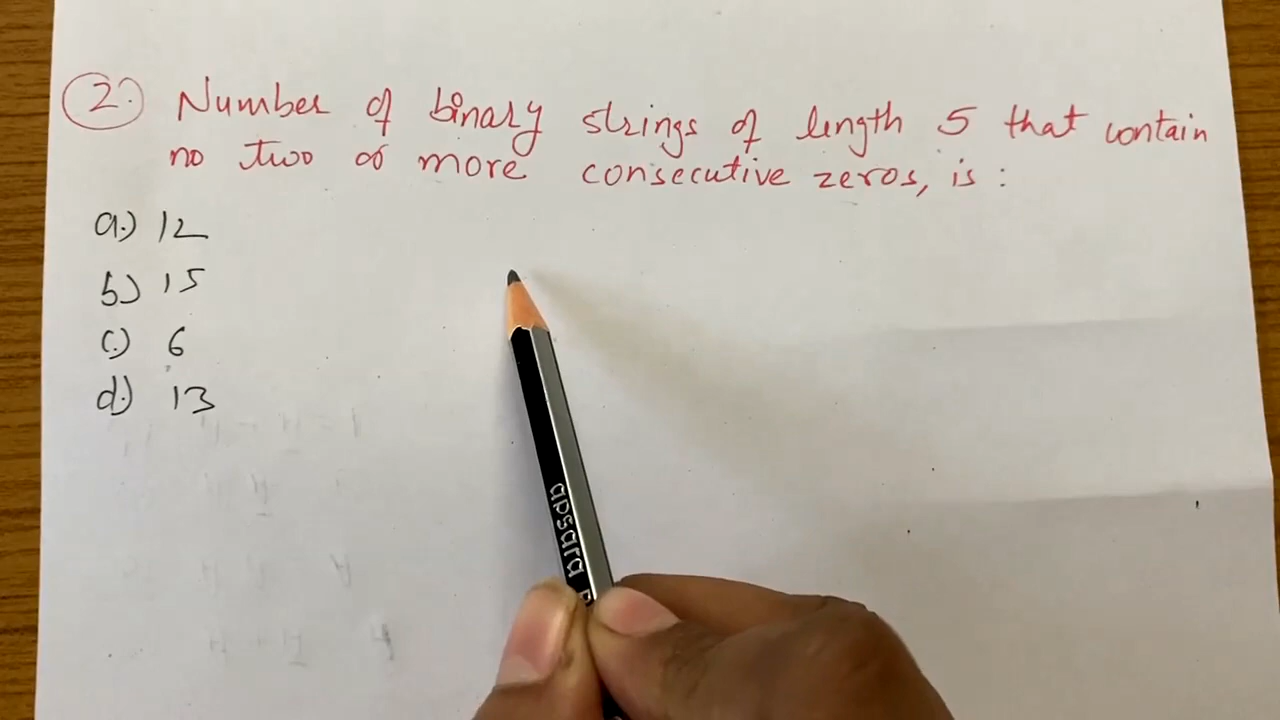 2.) Number of binary strings of length 5 that contain
no two or more consecutive zeros, is :
a.) 12
b.) 15
c.) 6
d.) 13
apsara